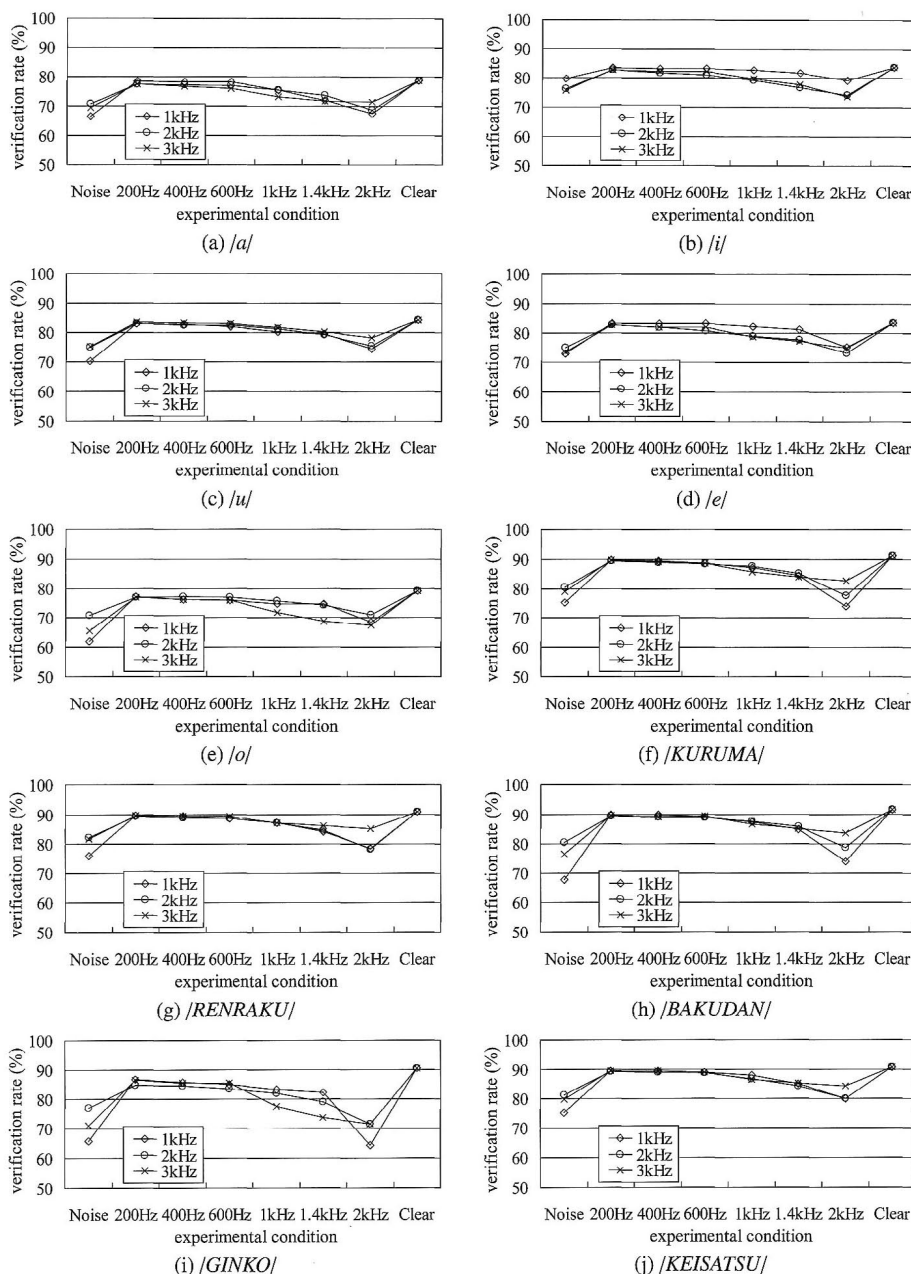 verification rate (%)
100
90
80
70
60
50
1kHz
2kHz
3kHz
Noise 200Hz 400Hz 600Hz 1kHz 1.4kHz 2kHz Clear
experimental condition
(a) /a/
verification rate (%)
100
90
80
70
60
50
1kHz
2kHz
3kHz
Noise 200Hz 400Hz 600Hz 1kHz 1.4kHz 2kHz Clear
experimental condition
(b) /i/
verification rate (%)
100
90
80
70
60
50
1kHz
2kHz
3kHz
Noise 200Hz 400Hz 600Hz 1kHz 1.4kHz 2kHz Clear
experimental condition
(c) /u/
verification rate (%)
100
90
80
70
60
50
1kHz
2kHz
3kHz
Noise 200Hz 400Hz 600Hz 1kHz 1.4kHz 2kHz Clear
experimental condition
(d) /e/
verification rate (%)
100
90
80
70
60
50
1kHz
2kHz
3kHz
Noise 200Hz 400Hz 600Hz 1kHz 1.4kHz 2kHz Clear
experimental condition
(e) /o/
verification rate (%)
100
90
80
70
60
50
1kHz
2kHz
3kHz
Noise 200Hz 400Hz 600Hz 1kHz 1.4kHz 2kHz Clear
experimental condition
(f) /KURUMA/
verification rate (%)
100
90
80
70
60
50
1kHz
2kHz
3kHz
Noise 200Hz 400Hz 600Hz 1kHz 1.4kHz 2kHz Clear
experimental condition
(g) /RENRAKU/
verification rate (%)
100
90
80
70
60
50
1kHz
2kHz
3kHz
Noise 200Hz 400Hz 600Hz 1kHz 1.4kHz 2kHz Clear
experimental condition
(h) /BAKUDAN/
verification rate (%)
100
90
80
70
60
50
1kHz
2kHz
3kHz
Noise 200Hz 400Hz 600Hz 1kHz 1.4kHz 2kHz Clear
experimental condition
(i) /GINKO/
verification rate (%)
100
90
80
70
60
50
1kHz
2kHz
3kHz
Noise 200Hz 400Hz 600Hz 1kHz 1.4kHz 2kHz Clear
experimental condition
(j) /KEISATSU/